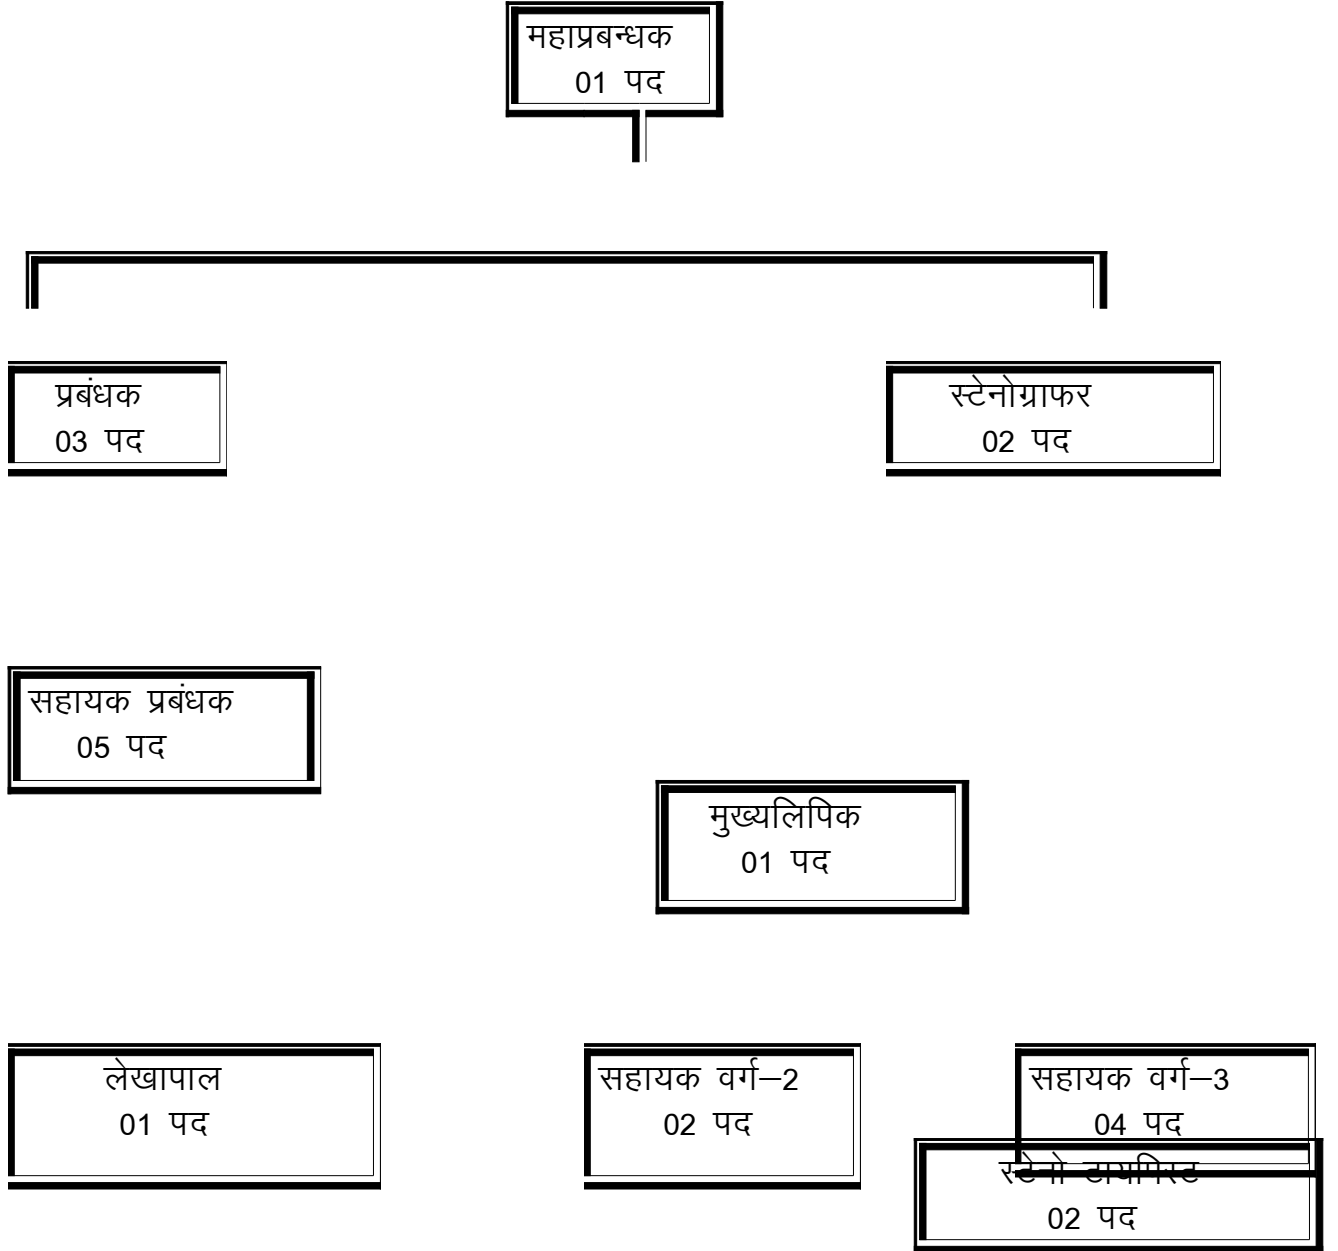 महाप्रबन्धक
01 पद
प्रबंधक
03 पद
स्टेनोग्राफर
02 पद
सहायक प्रबंधक
05 पद
मुख्यलिपिक
01 पद
लेखापाल
01 पद
सहायक वर्ग–2
02 पद
सहायक वर्ग–3
04 पद
स्टेनो टायपिस्ट
02 पद